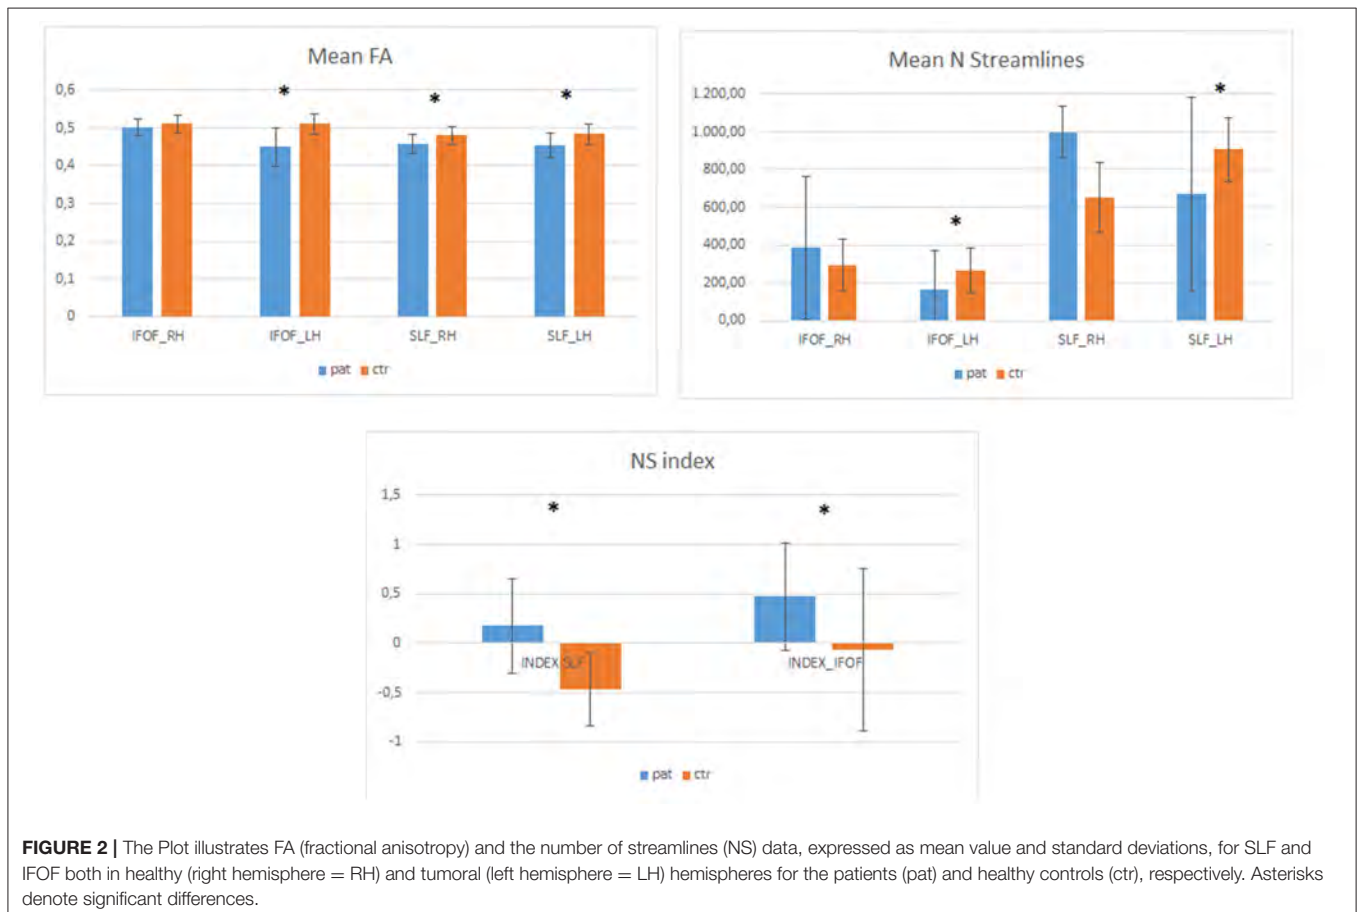 Mean FA
0,6
0,5
0,4
0,3
0,2
0,1
0
*
*
*
IFOF_RH
IFOF_LH
SLF_RH
SLF_LH
pat ctr
Mean N Streamlines
1.200,00
1.000,00
800,00
600,00
400,00
200,00
0,00
*
*
IFOF_RH
IFOF_LH
SLF_RH
SLF_LH
pat ctr
NS index
1,5
1
0,5
0
-0,5
-1
*
*
INDEX SLF
INDEX_IFOF
pat ctr
FIGURE 2 | The Plot illustrates FA (fractional anisotropy) and the number of streamlines (NS) data, expressed as mean value and standard deviations, for SLF and
IFOF both in healthy (right hemisphere = RH) and tumoral (left hemisphere = LH) hemispheres for the patients (pat) and healthy controls (ctr), respectively. Asterisks
denote significant differences.